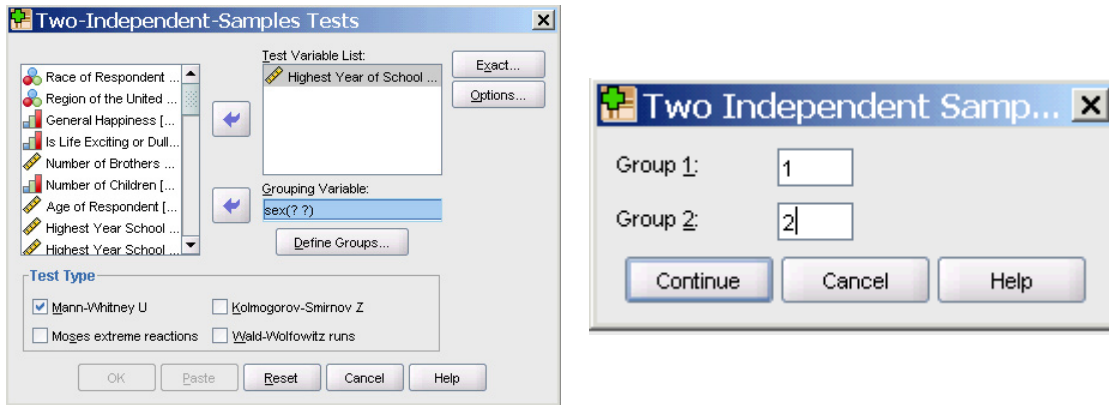 Two-Independent-Samples Tests
Test Variable List:
Race of Respondent ...
Region of the United ...
General Happiness [...
Is Life Exciting or Dull...
Number of Brothers ...
Number of Children [...
Age of Respondent [...
Highest Year School ...
Highest Year School ...
Highest Year of School ...
Exact...
Options...
Grouping Variable:
sex(? ?)
Define Groups...
Test Type
Mann-Whitney U
Kolmogorov-Smirnov Z
Moses extreme reactions
Wald-Wolfowitz runs
OK
Paste
Reset
Cancel
Help
Two Independent Samp...
Group 1:
1
Group 2:
2
Continue
Cancel
Help